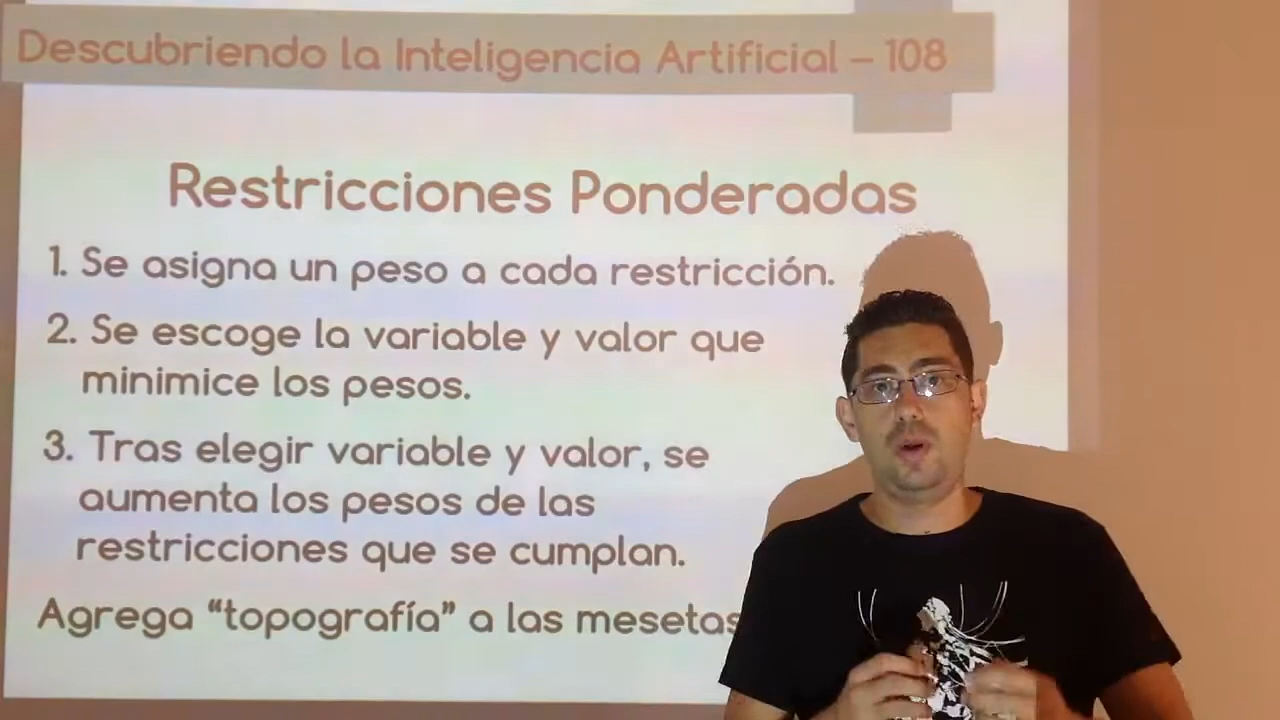 Descubriendo la Inteligencia Artificial – 108
Restricciones Ponderadas
1. Se asigna un peso a cada restricción.
2. Se escoge la variable y valor que
minimice los pesos.
3. Tras elegir variable y valor, se
aumenta los pesos de las
restricciones que se cumplan.
Agrega “topografía” a las mesetas